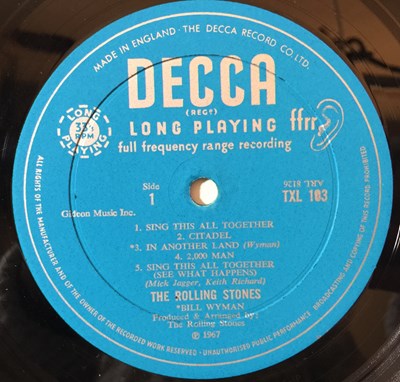 MADE IN ENGLAND · THE DECCA RECORD CO. LTD.
DECCA
(REGD)
LONG PLAYING 33⅓ RPM
LONG PLAYING
ffrr
full frequency range recording
Side
1
ARL 8126
TXL 103
Gideon Music Inc.
1. SING THIS ALL TOGETHER
2. CITADEL
*3. IN ANOTHER LAND (Wyman)
4. 2,000 MAN
5. SING THIS ALL TOGETHER
(SEE WHAT HAPPENS)
(Mick Jagger, Keith Richard)
THE ROLLING STONES
*BILL WYMAN
Produced & Arranged by:
The Rolling Stones
℗ 1967
ALL RIGHTS OF THE MANUFACTURER AND OF THE OWNER OF THE RECORDED WORK RESERVED · UNAUTHORISED PUBLIC PERFORMANCE, BROADCASTING AND COPYING OF THIS RECORD PROHIBITED